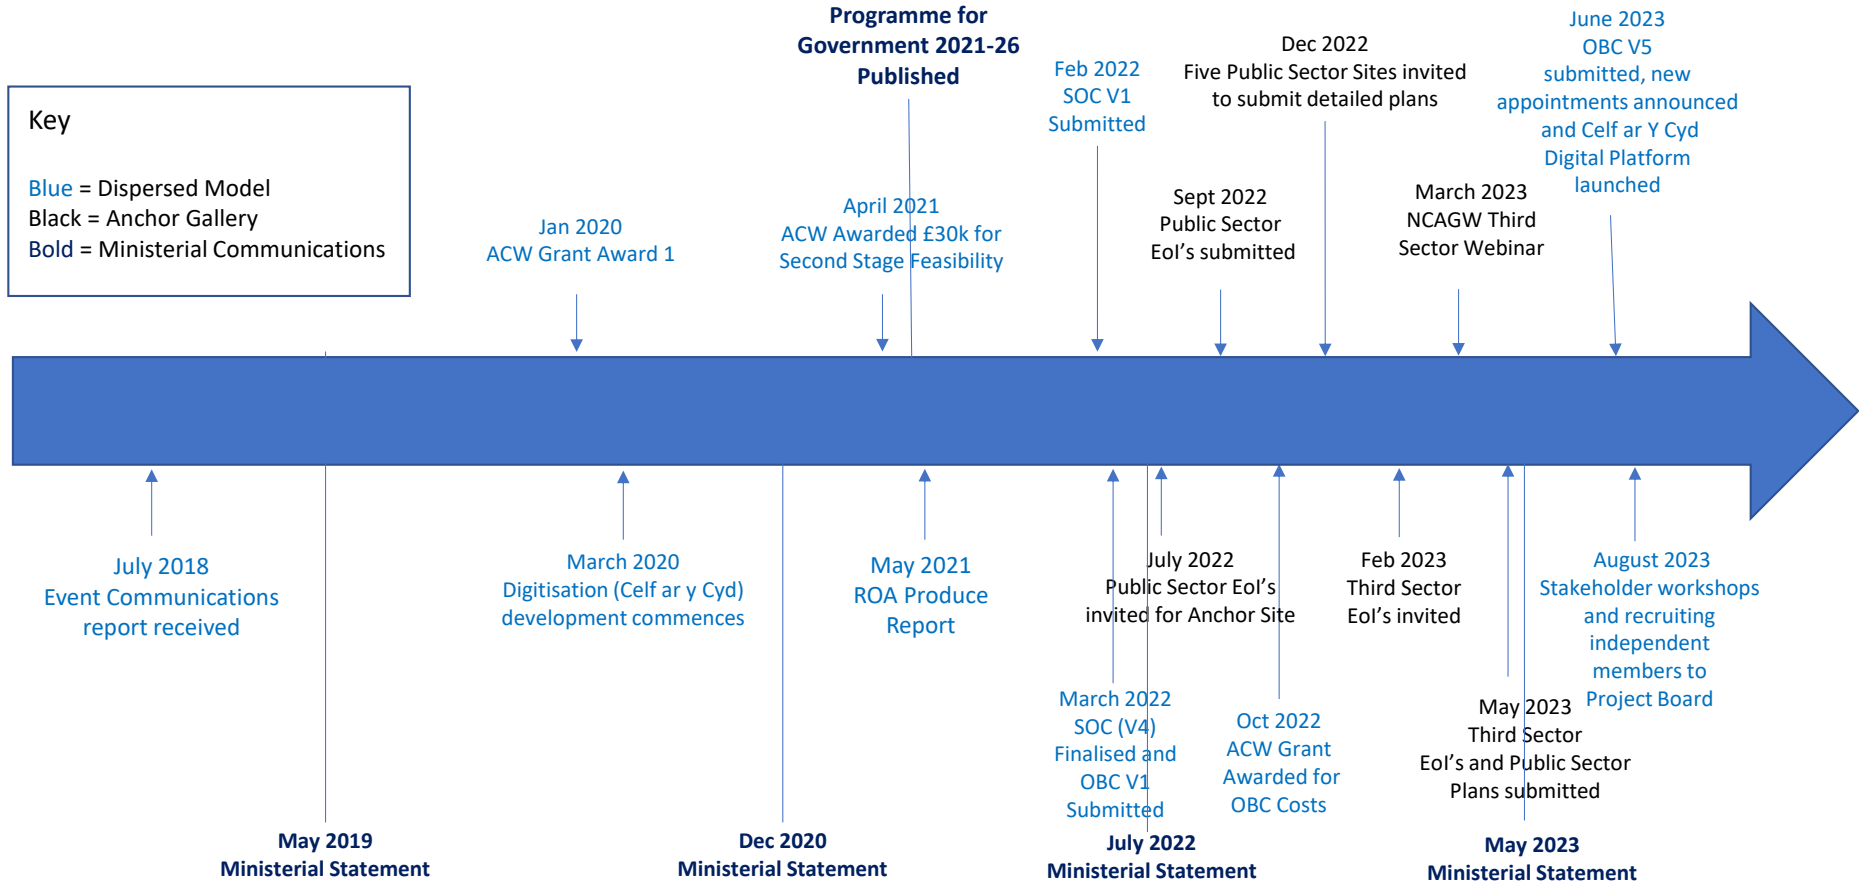 Programme for
Government 2021-26
Published
Key
Blue = Dispersed Model
Black = Anchor Gallery
Bold = Ministerial Communications
Jan 2020
ACW Grant Award 1
April 2021
ACW Awarded £30k for
Second Stage Feasibility
Feb 2022
SOC V1
Submitted
Sept 2022
Public Sector
EoI's submitted
Dec 2022
Five Public Sector Sites invited
to submit detailed plans
March 2023
NCAGW Third
Sector Webinar
June 2023
OBC V5
submitted, new
appointments announced
and Celf ar Y Cyd
Digital Platform
launched
July 2018
Event Communications
report received
May 2019
Ministerial Statement
March 2020
Digitisation (Celf ar y Cyd)
development commences
Dec 2020
Ministerial Statement
May 2021
ROA Produce
Report
March 2022
SOC (V4)
Finalised and
OBC V1
Submitted
July 2022
Ministerial Statement
July 2022
Public Sector EoI's
invited for Anchor Site
Oct 2022
ACW Grant
Awarded for
OBC Costs
Feb 2023
Third Sector
EoI's invited
May 2023
Third Sector
EoI's and Public Sector
Plans submitted
May 2023
Ministerial Statement
August 2023
Stakeholder workshops
and recruiting
independent
members to
Project Board